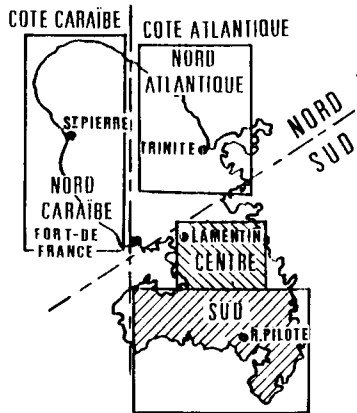 COTE CARAÏBE
COTE ATLANTIQUE
NORD
ATLANTIQUE
ST PIERRE
TRINITE
NORD
SUD
NORD
CARAÏBE
FORT-DE
FRANCE
LAMENTIN
CENTRE
SUD
R.PILOTE